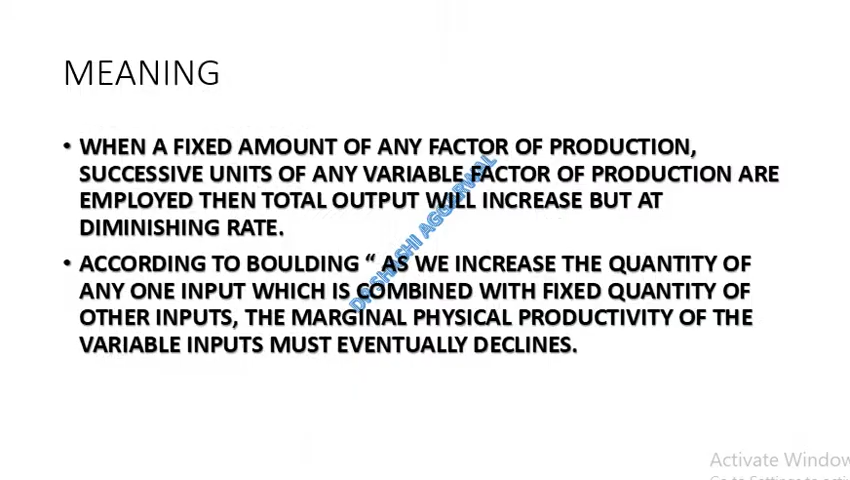 MEANING
• WHEN A FIXED AMOUNT OF ANY FACTOR OF PRODUCTION,
SUCCESSIVE UNITS OF ANY VARIABLE FACTOR OF PRODUCTION ARE
EMPLOYED THEN TOTAL OUTPUT WILL INCREASE BUT AT
DIMINISHING RATE.
• ACCORDING TO BOULDING “ AS WE INCREASE THE QUANTITY OF
ANY ONE INPUT WHICH IS COMBINED WITH FIXED QUANTITY OF
OTHER INPUTS, THE MARGINAL PHYSICAL PRODUCTIVITY OF THE
VARIABLE INPUTS MUST EVENTUALLY DECLINES.
DR SHASHI AGGARWAL
Activate Window